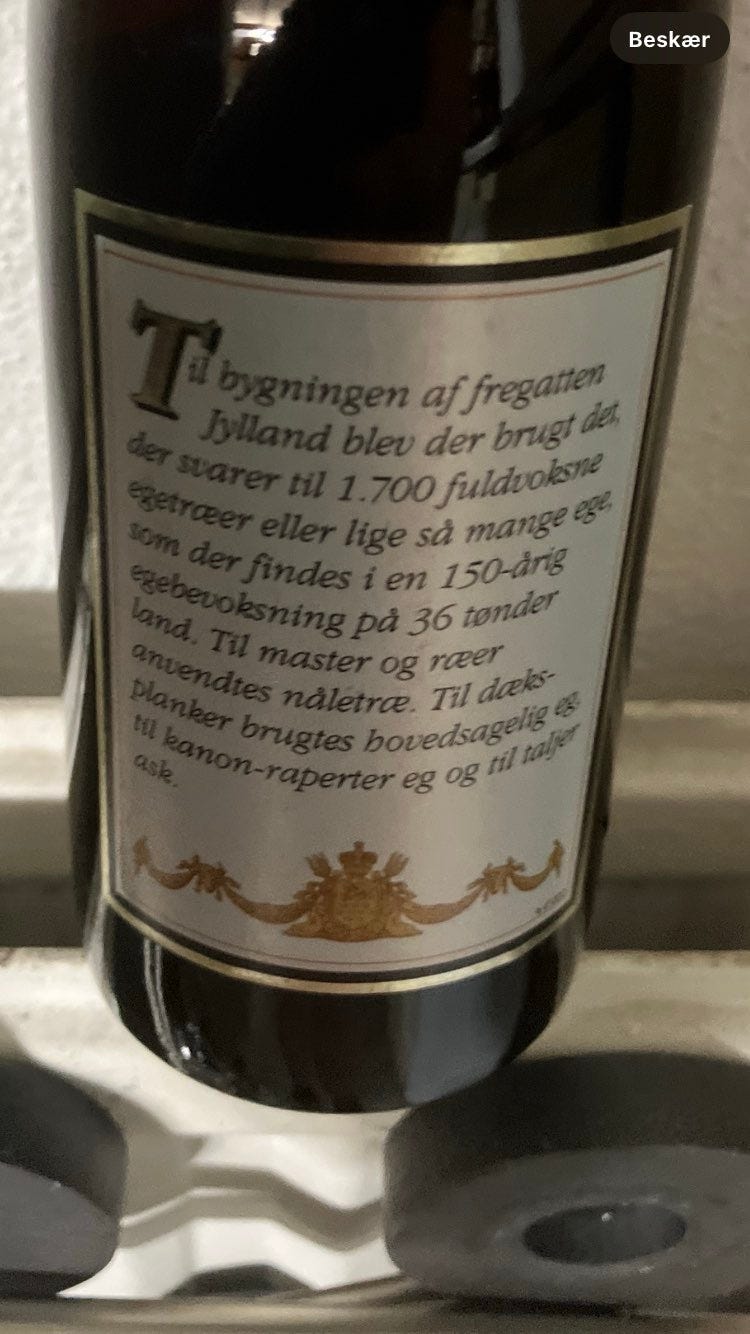 Beskær
Til bygningen af fregatten
Jylland blev der brugt det,
der svarer til 1.700 fuldvoksne
egetræer eller lige så mange ege,
som der findes i en 150-årig
egebevoksning på 36 tønder
land. Til master og ræer
anvendtes nåletræ. Til dæks-
planker brugtes hovedsagelig eg,
til kanon-raperter eg og til taljer
ask.